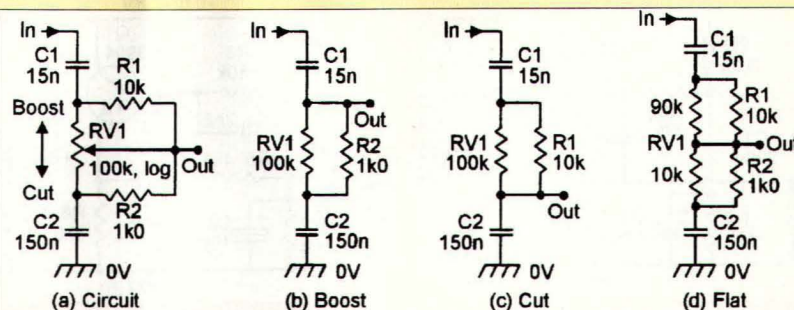 In
C1
15n
R1
10k
Boost
RV1
100k, log
Out
Cut
R2
1k0
C2
150n
0V
(a) Circuit
In
C1
15n
Out
RV1
100k
R2
1k0
C2
150n
0V
(b) Boost
In
C1
15n
RV1
100k
R1
10k
Out
C2
150n
0V
(c) Cut
In
C1
15n
90k
R1
10k
RV1
Out
10k
R2
1k0
C2
150n
0V
(d) Flat